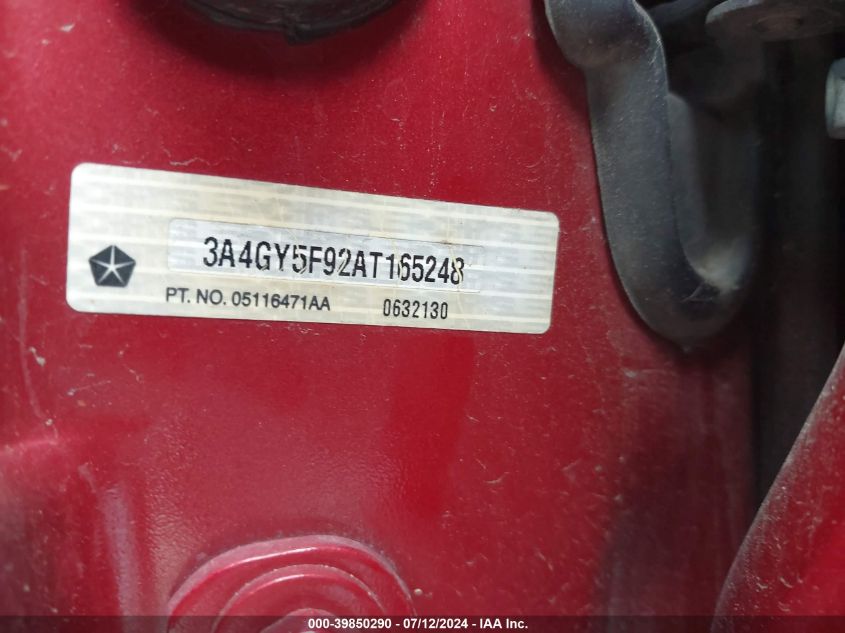 3A4GY5F92AT165248
PT. NO. 05116471AA 0632130
000-39850290 - 07/12/2024 - IAA Inc.